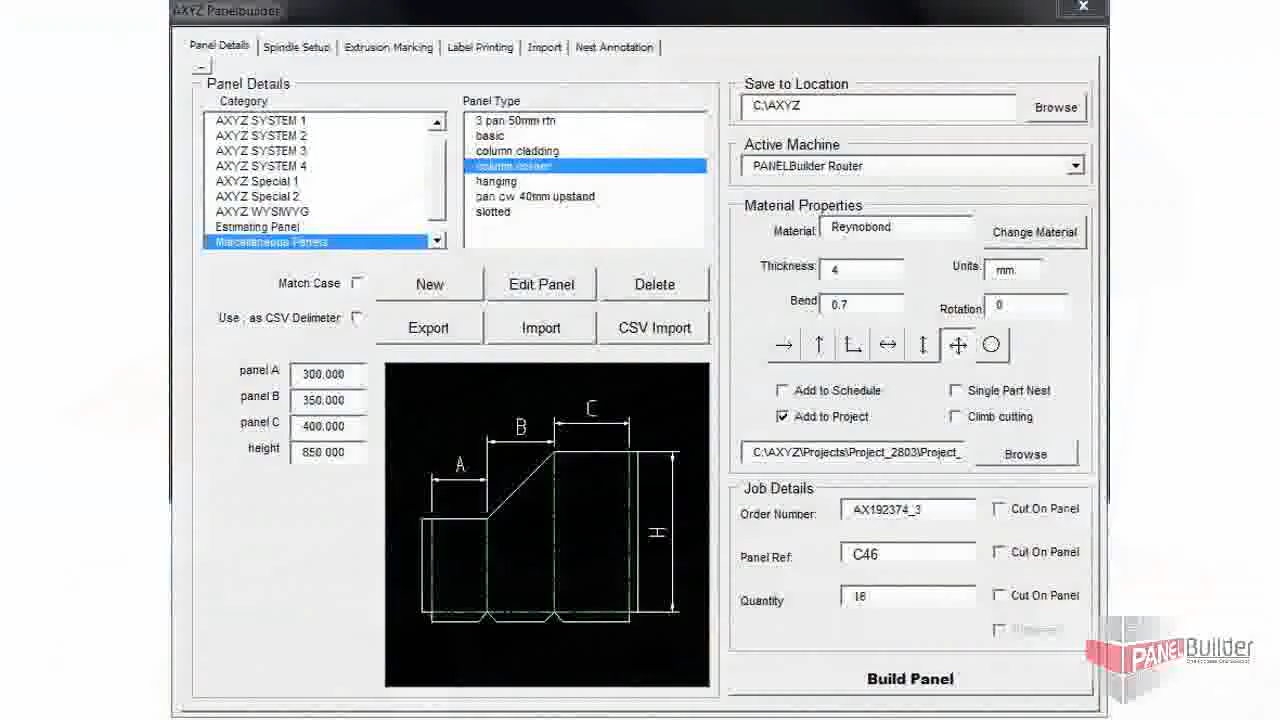 AXYZ Panelbuilder
Panel Details
Spindle Setup
Extrusion Marking
Label Printing
Import
Nest Annotation
Panel Details
Category
AXYZ SYSTEM 1
AXYZ SYSTEM 2
AXYZ SYSTEM 3
AXYZ SYSTEM 4
AXYZ Special 1
AXYZ Special 2
AXYZ WYSIWYG
Estimating Panel
Miscellaneous Panels
Panel Type
3 pan 50mm rtn
basic
column cladding
column corner
hanging
pan cw 40mm upstand
slotted
Match Case
New
Edit Panel
Delete
Use ; as CSV Delimeter
Export
Import
CSV Import
panel A 300.000
panel B 350.000
panel C 400.000
height 850.000
A
B
C
H
Save to Location
C:\AXYZ
Browse
Active Machine
PANELBuilder Router
Material Properties
Material: Reynobond
Change Material
Thickness: 4
Units: mm.
Bend 0.7
Rotation: 0
Add to Schedule
Single Part Nest
Add to Project
Climb cutting
C:\AXYZ\Projects\Project_2803\Project_
Browse
Job Details
Order Number: AX192374_3
Cut On Panel
Panel Ref: C46
Cut On Panel
Quantity 16
Cut On Panel
Build Panel
PANELBuilder